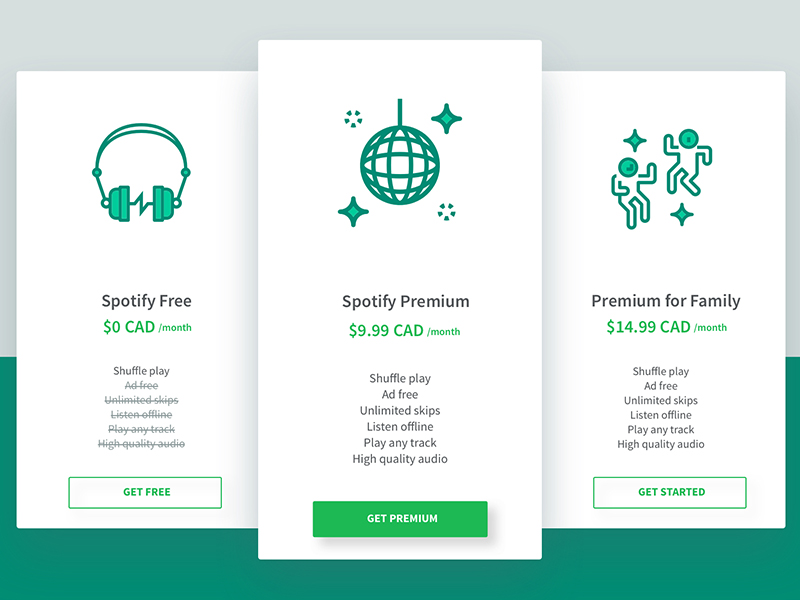 Spotify Free
$0 CAD /month
Shuffle play
Ad free
Unlimited skips
Listen offline
Play any track
High quality audio
GET FREE
Spotify Premium
$9.99 CAD /month
Shuffle play
Ad free
Unlimited skips
Listen offline
Play any track
High quality audio
GET PREMIUM
Premium for Family
$14.99 CAD /month
Shuffle play
Ad free
Unlimited skips
Listen offline
Play any track
High quality audio
GET STARTED